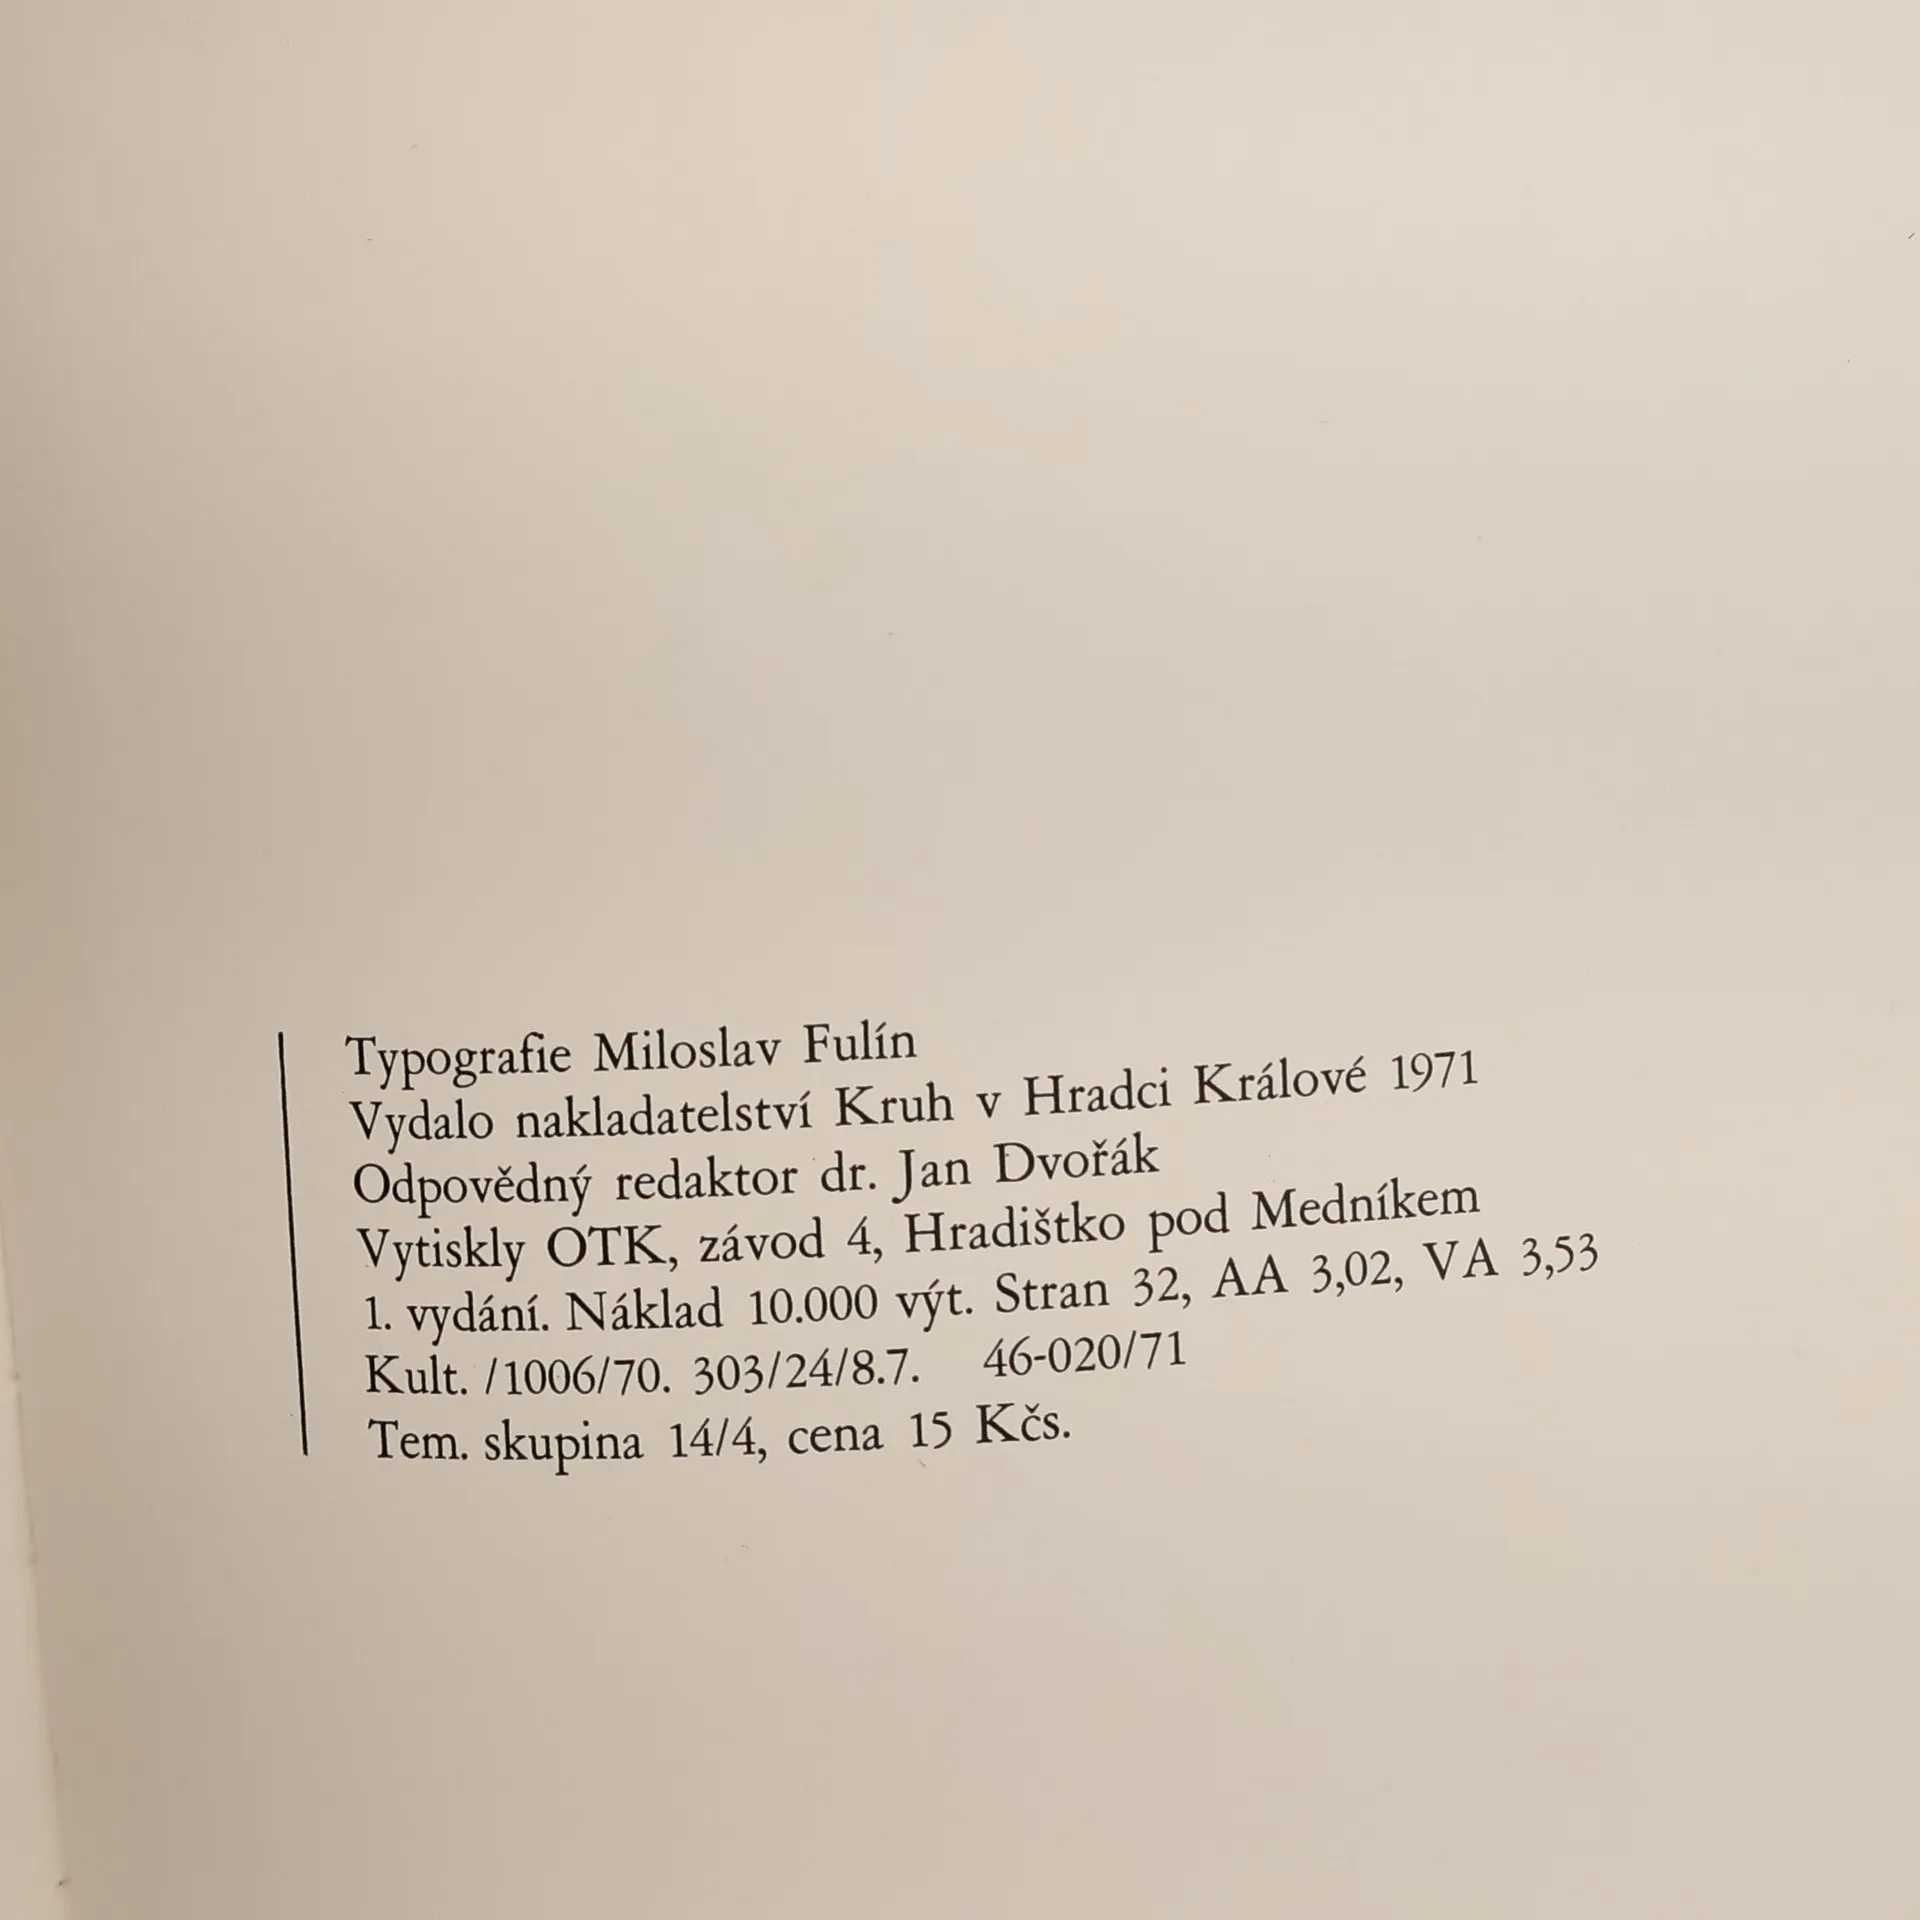 Typografie Miloslav Fulín
Vydalo nakladatelství Kruh v Hradci Králové 1971
Odpovědný redaktor dr. Jan Dvořák
Vytiskly OTK, závod 4, Hradištko pod Medníkem
1. vydání. Náklad 10.000 výt. Stran 32, AA 3,02, VA 3,53
Kult. /1006/70. 303/24/8.7. 46-020/71
Tem. skupina 14/4, cena 15 Kčs.